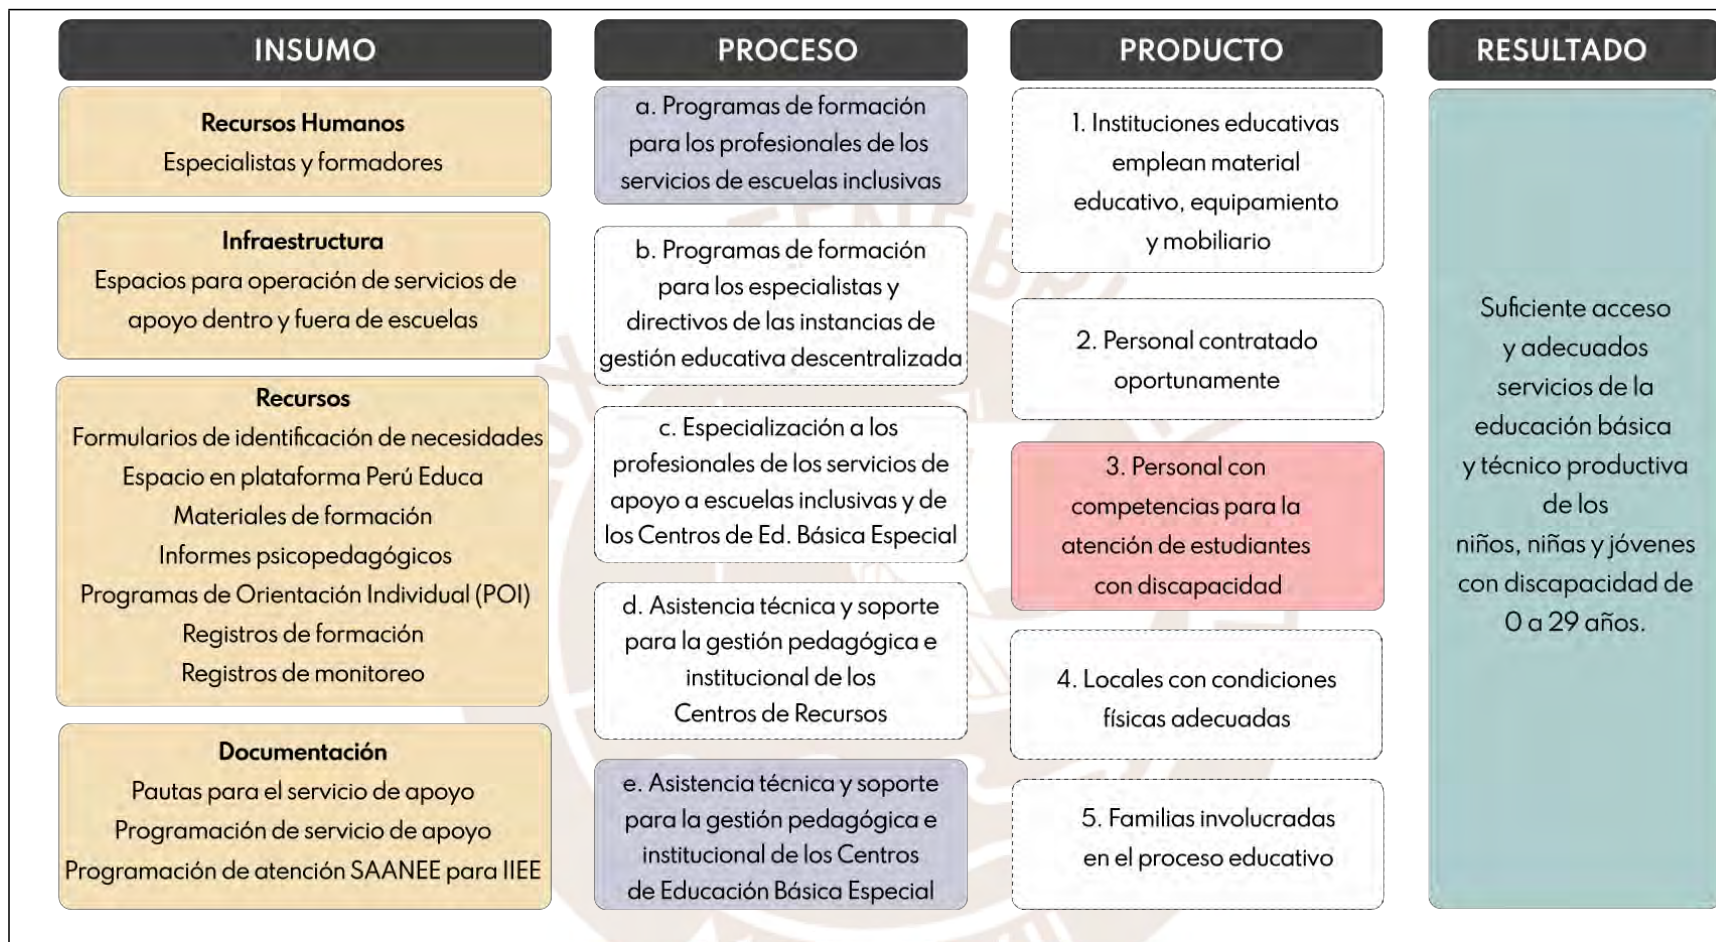 INSUMO
Recursos Humanos
Especialistas y formadores
Infraestructura
Espacios para operación de servicios de
apoyo dentro y fuera de escuelas
Recursos
Formularios de identificación de necesidades
Espacio en plataforma Perú Educa
Materiales de formación
Informes psicopedagógicos
Programas de Orientación Individual (POI)
Registros de formación
Registros de monitoreo
Documentación
Pautas para el servicio de apoyo
Programación de servicio de apoyo
Programación de atención SAANEE para IIEE
PROCESO
a. Programas de formación
para los profesionales de los
servicios de escuelas inclusivas
b. Programas de formación
para los especialistas y
directivos de las instancias de
gestión educativa descentralizada
c. Especialización a los
profesionales de los servicios de
apoyo a escuelas inclusivas y de
los Centros de Ed. Básica Especial
d. Asistencia técnica y soporte
para la gestión pedagógica e
institucional de los
Centros de Recursos
e. Asistencia técnica y soporte
para la gestión pedagógica e
institucional de los Centros
de Educación Básica Especial
PRODUCTO
1. Instituciones educativas
emplean material
educativo, equipamiento
y mobiliario
2. Personal contratado
oportunamente
3. Personal con
competencias para la
atención de estudiantes
con discapacidad
4. Locales con condiciones
físicas adecuadas
5. Familias involucradas
en el proceso educativo
RESULTADO
Suficiente acceso
y adecuados
servicios de la
educación básica
y técnico productiva
de los
niños, niñas y jóvenes
con discapacidad de
0 a 29 años.